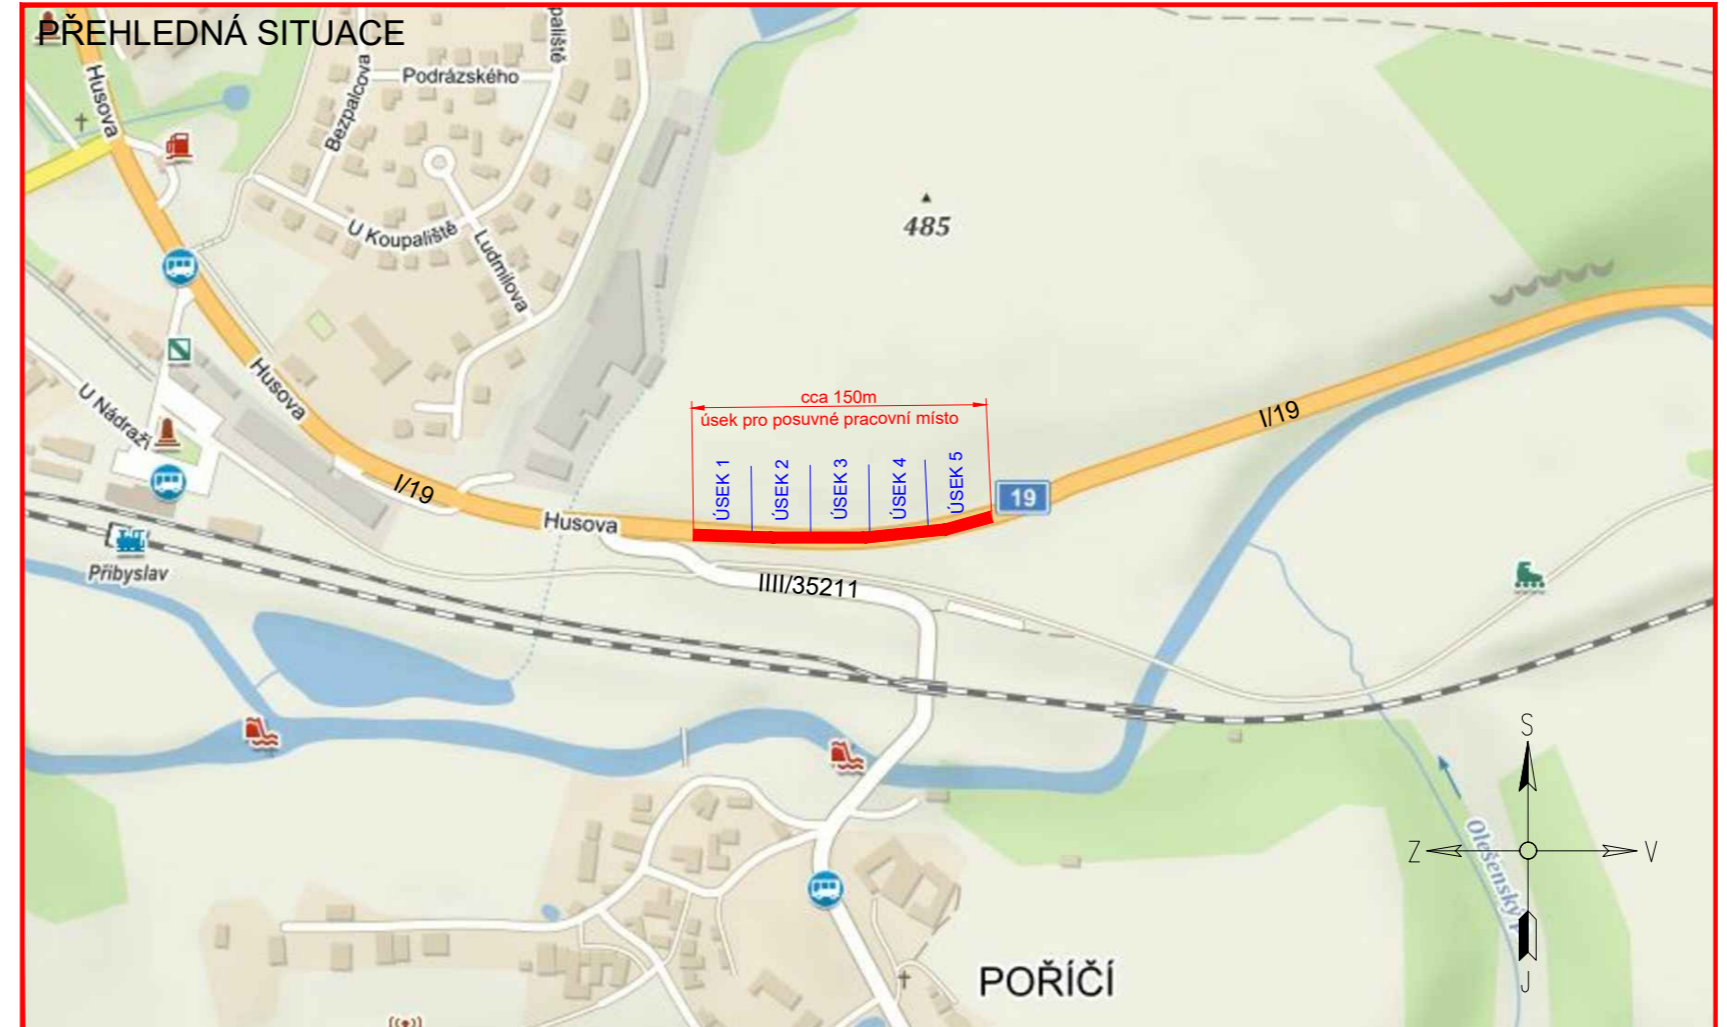 PŘEHLEDNÁ SITUACE
Husova
Bezpalcova
Podrázského
paliště
U Koupaliště
Ludmilova
485
Husova
U Nádraží
I/19
cca 150m
úsek pro posuvné pracovní místo
ÚSEK 1
ÚSEK 2
ÚSEK 3
ÚSEK 4
ÚSEK 5
19
I/19
Husova
Přibyslav
IIII/35211
S
Z
V
J
Olešenský
POŘÍČÍ